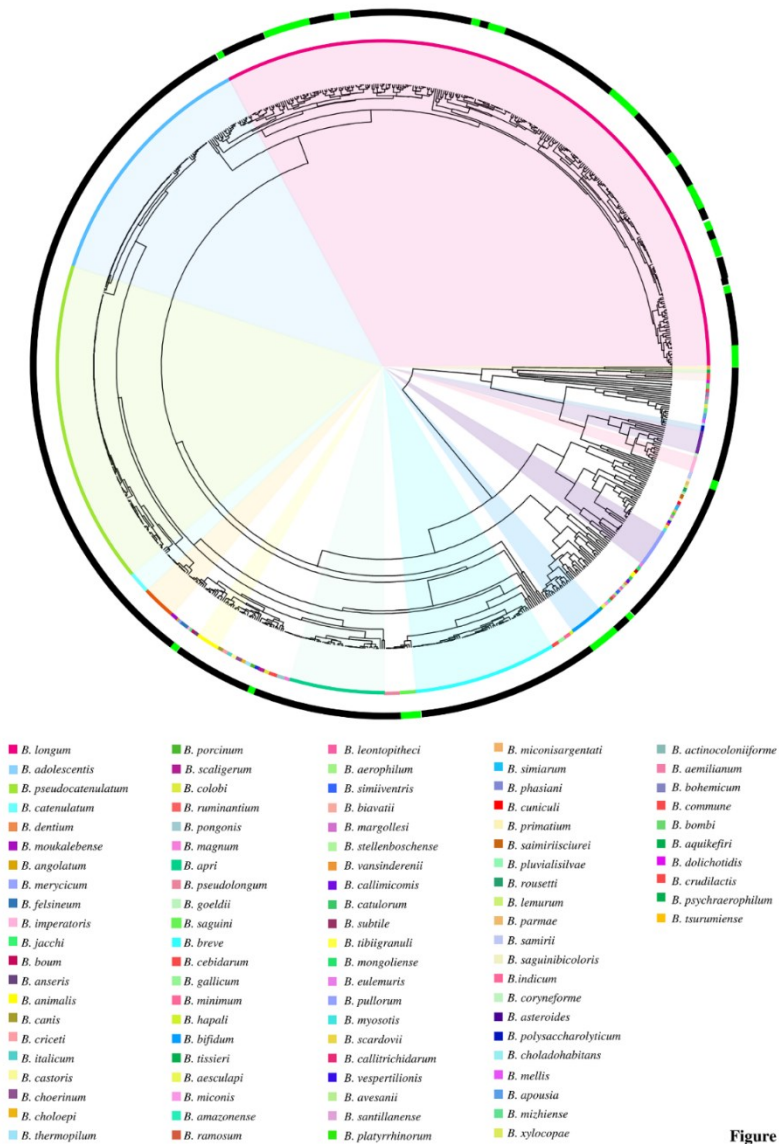 B. longum
B. adolescentis
B. pseudocatenulatum
B. catenulatum
B. dentium
B. moukalebense
B. angolatum
B. merycicum
B. felsineum
B. imperatoris
B. jacchi
B. boum
B. anseris
B. animalis
B. canis
B. criceti
B. italicum
B. castoris
B. choerinum
B. choloepi
B. thermopilum
B. porcinum
B. scaligerum
B. colobi
B. ruminantium
B. pongonis
B. magnum
B. apri
B. pseudolongum
B. goeldii
B. saguini
B. breve
B. cebidarum
B. gallicum
B. minimum
B. hapali
B. bifidum
B. tissieri
B. aesculapi
B. miconis
B. amazonense
B. ramosum
B. leontopitheci
B. aerophilum
B. simiiventris
B. biavatii
B. margollesi
B. stellenboschense
B. vansinderenii
B. callimicomis
B. catulorum
B. subtile
B. tibiigranuli
B. mongoliense
B. eulemuris
B. pullorum
B. myosotis
B. scardovii
B. callitrichidarum
B. vespertilionis
B. avesanii
B. santillanense
B. platyrrhinorum
B. miconisargentati
B. simiarum
B. phasiani
B. cuniculi
B. primatium
B. saimiriisciurei
B. pluvialisilvae
B. rousetti
B. lemurum
B. parmae
B. samirii
B. saguinibicoloris
B.indicum
B. coryneforme
B. asteroides
B. polysaccharolyticum
B. choladohabitans
B. mellis
B. apousia
B. mizhiense
B. xylocopae
B. actinocoloniiforme
B. aemilianum
B. bohemicum
B. commune
B. bombi
B. aquikefiri
B. dolichotidis
B. crudilactis
B. psychraerophilum
B. tsurumiense
Figure